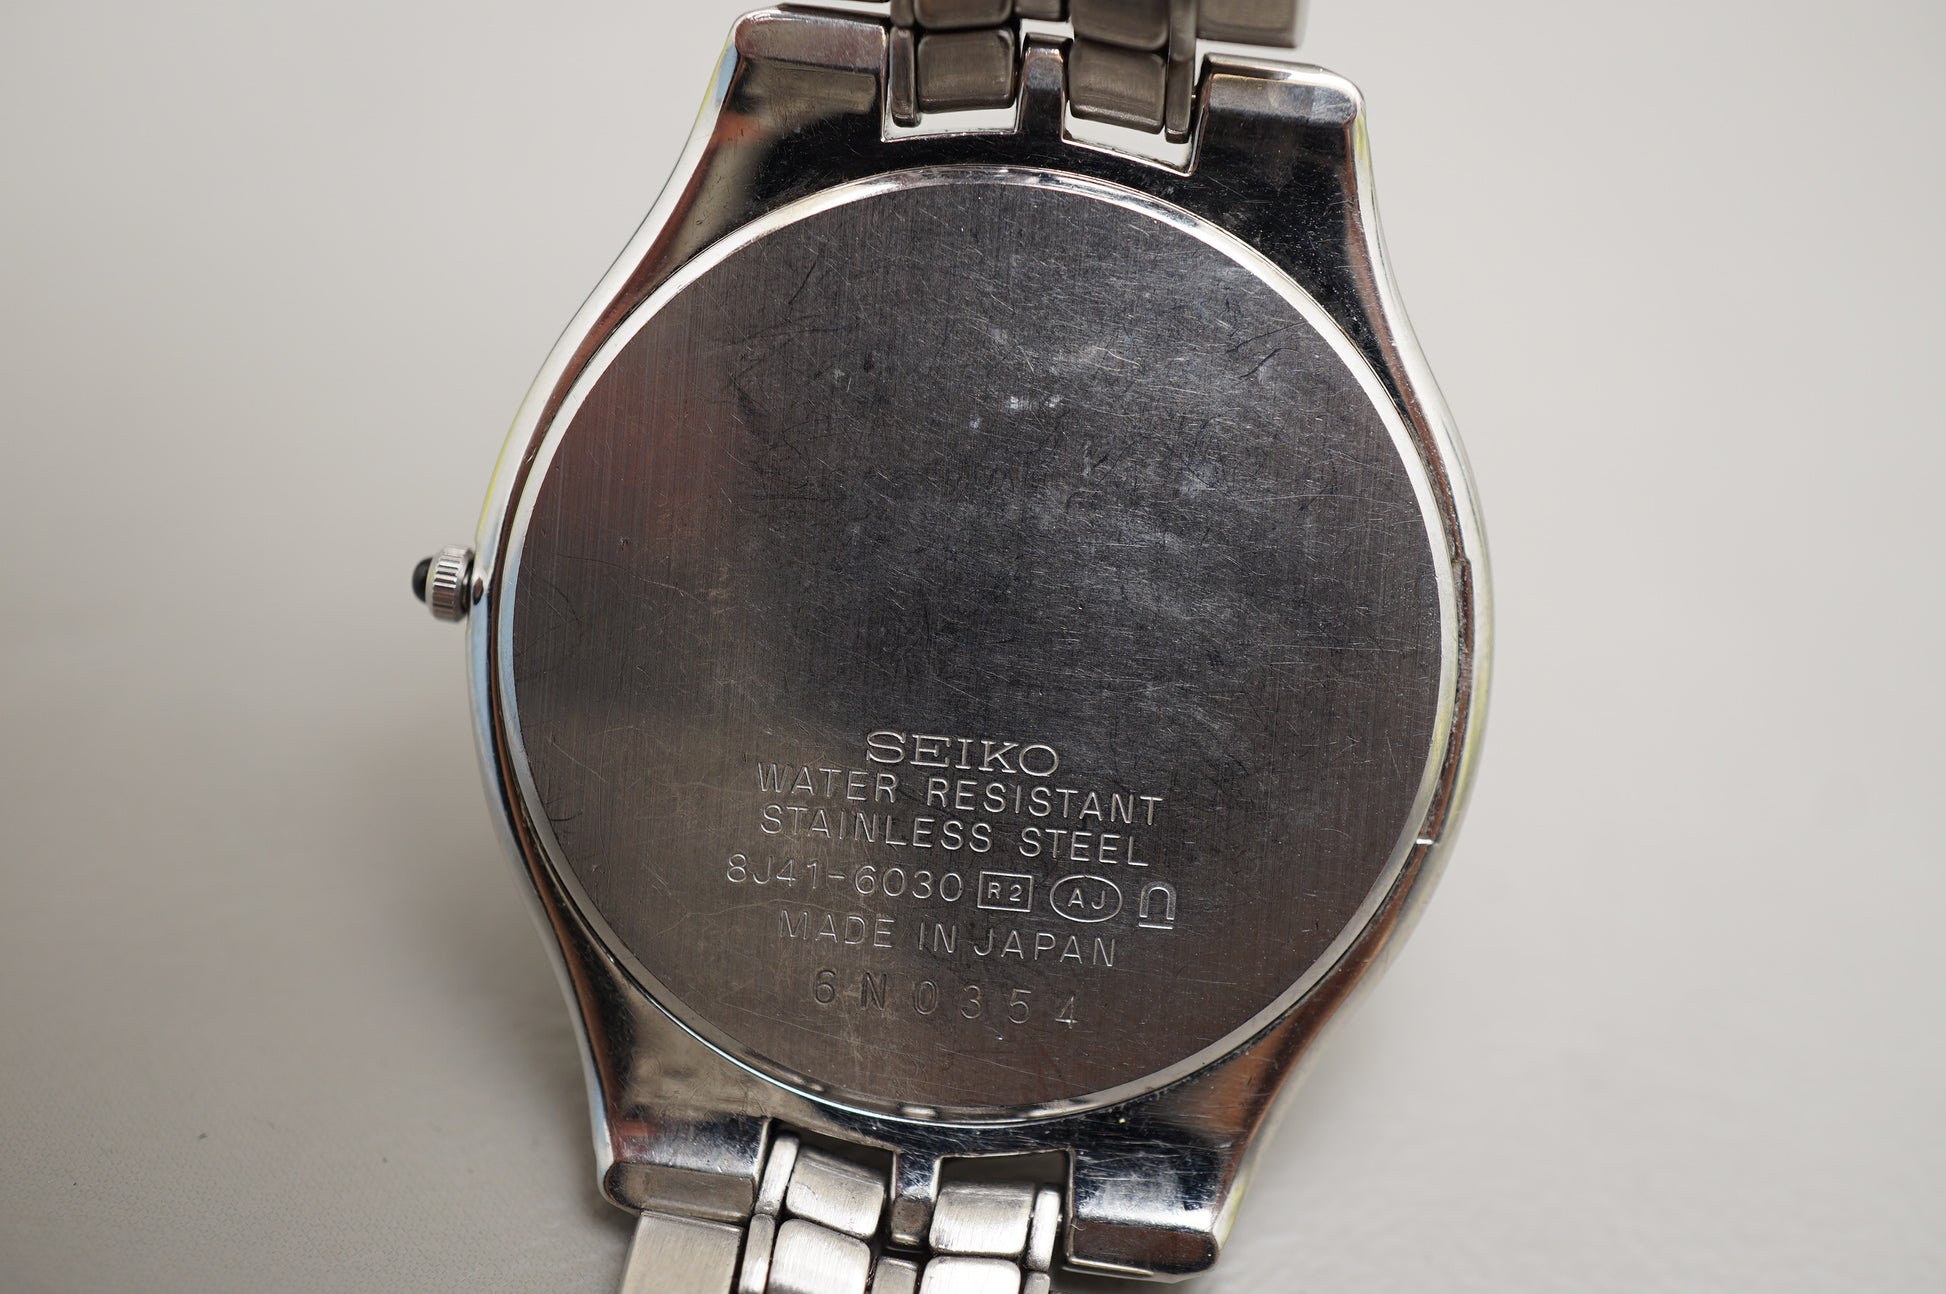 SEIKO
WATER RESISTANT
STAINLESS STEEL
8J41-6030 R2 AJ
MADE IN JAPAN
6N0354